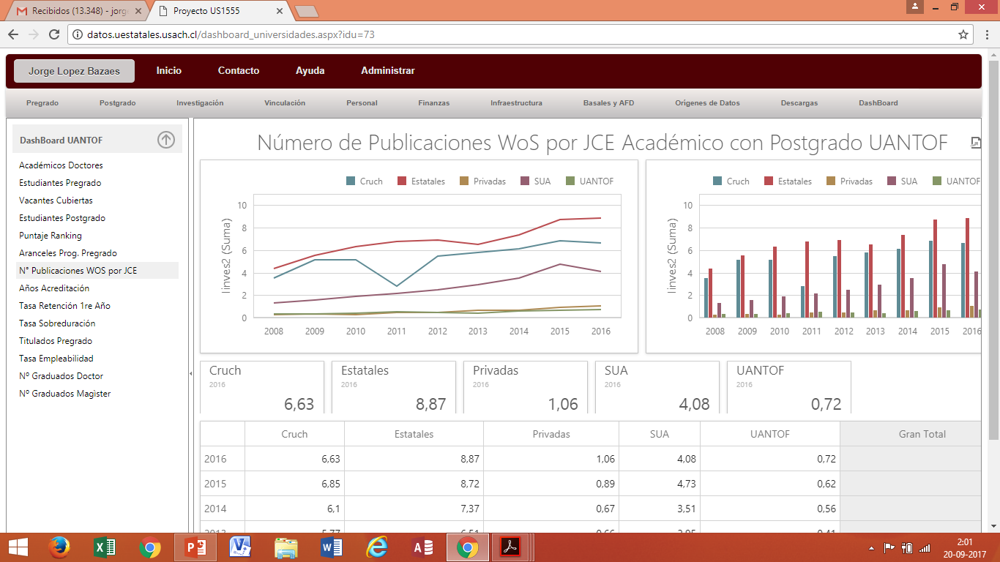 Recibidos (13.348) - jorge
Proyecto US1555
datos.uestatales.usach.cl/dashboard_universidades.aspx?idu=73
Jorge Lopez Bazaes Inicio Contacto Ayuda Administrar
Pregrado Postgrado Investigación Vinculación Personal Finanzas Infraestructura Basales y AFD Orígenes de Datos Descargas DashBoard
DashBoard UANTOF
Académicos Doctores
Estudiantes Pregrado
Vacantes Cubiertas
Estudiantes Postgrado
Puntaje Ranking
Aranceles Prog. Pregrado
N° Publicaciones WOS por JCE
Años Acreditación
Tasa Retención 1re Año
Tasa Sobreduración
Titulados Pregrado
Tasa Empleabilidad
Nº Graduados Doctor
Nº Graduados Magister
Número de Publicaciones WoS por JCE Académico con Postgrado UANTOF
Cruch Estatales Privadas SUA UANTOF
Iinves2 (Suma)
10
8
6
4
2
0
2008 2009 2010 2011 2012 2013 2014 2015 2016
Cruch Estatales Privadas SUA UANTOF
Iinves2 (Suma)
10
8
6
4
2
0
2008 2009 2010 2011 2012 2013 2014 2015 2016
Cruch
2016
6,63
Estatales
2016
8,87
Privadas
2016
1,06
SUA
2016
4,08
UANTOF
2016
0,72
Cruch Estatales Privadas SUA UANTOF Gran Total
2016 6,63 8,87 1,06 4,08 0,72
2015 6,85 8,72 0,89 4,73 0,62
2014 6,1 7,37 0,67 3,51 0,56
2:01
20-09-2017